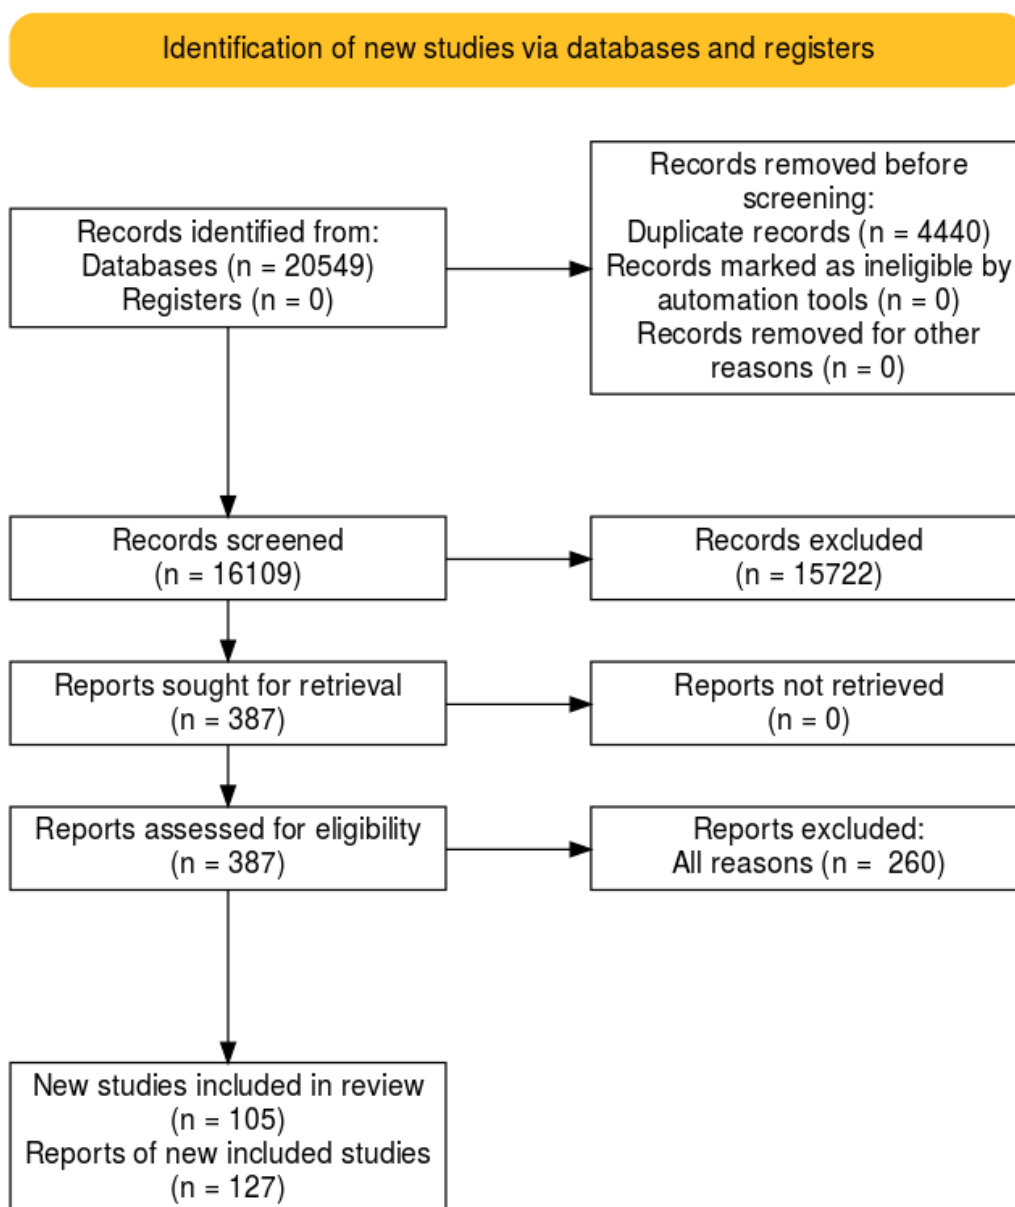 Identification of new studies via databases and registers
Records identified from:
Databases (n = 20549)
Registers (n = 0)
Records removed before
screening:
Duplicate records (n = 4440)
Records marked as ineligible by
automation tools (n = 0)
Records removed for other
reasons (n = 0)
Records screened
(n = 16109)
Records excluded
(n = 15722)
Reports sought for retrieval
(n = 387)
Reports not retrieved
(n = 0)
Reports assessed for eligibility
(n = 387)
Reports excluded:
All reasons (n =  260)
New studies included in review
(n = 105)
Reports of new included studies
(n = 127)